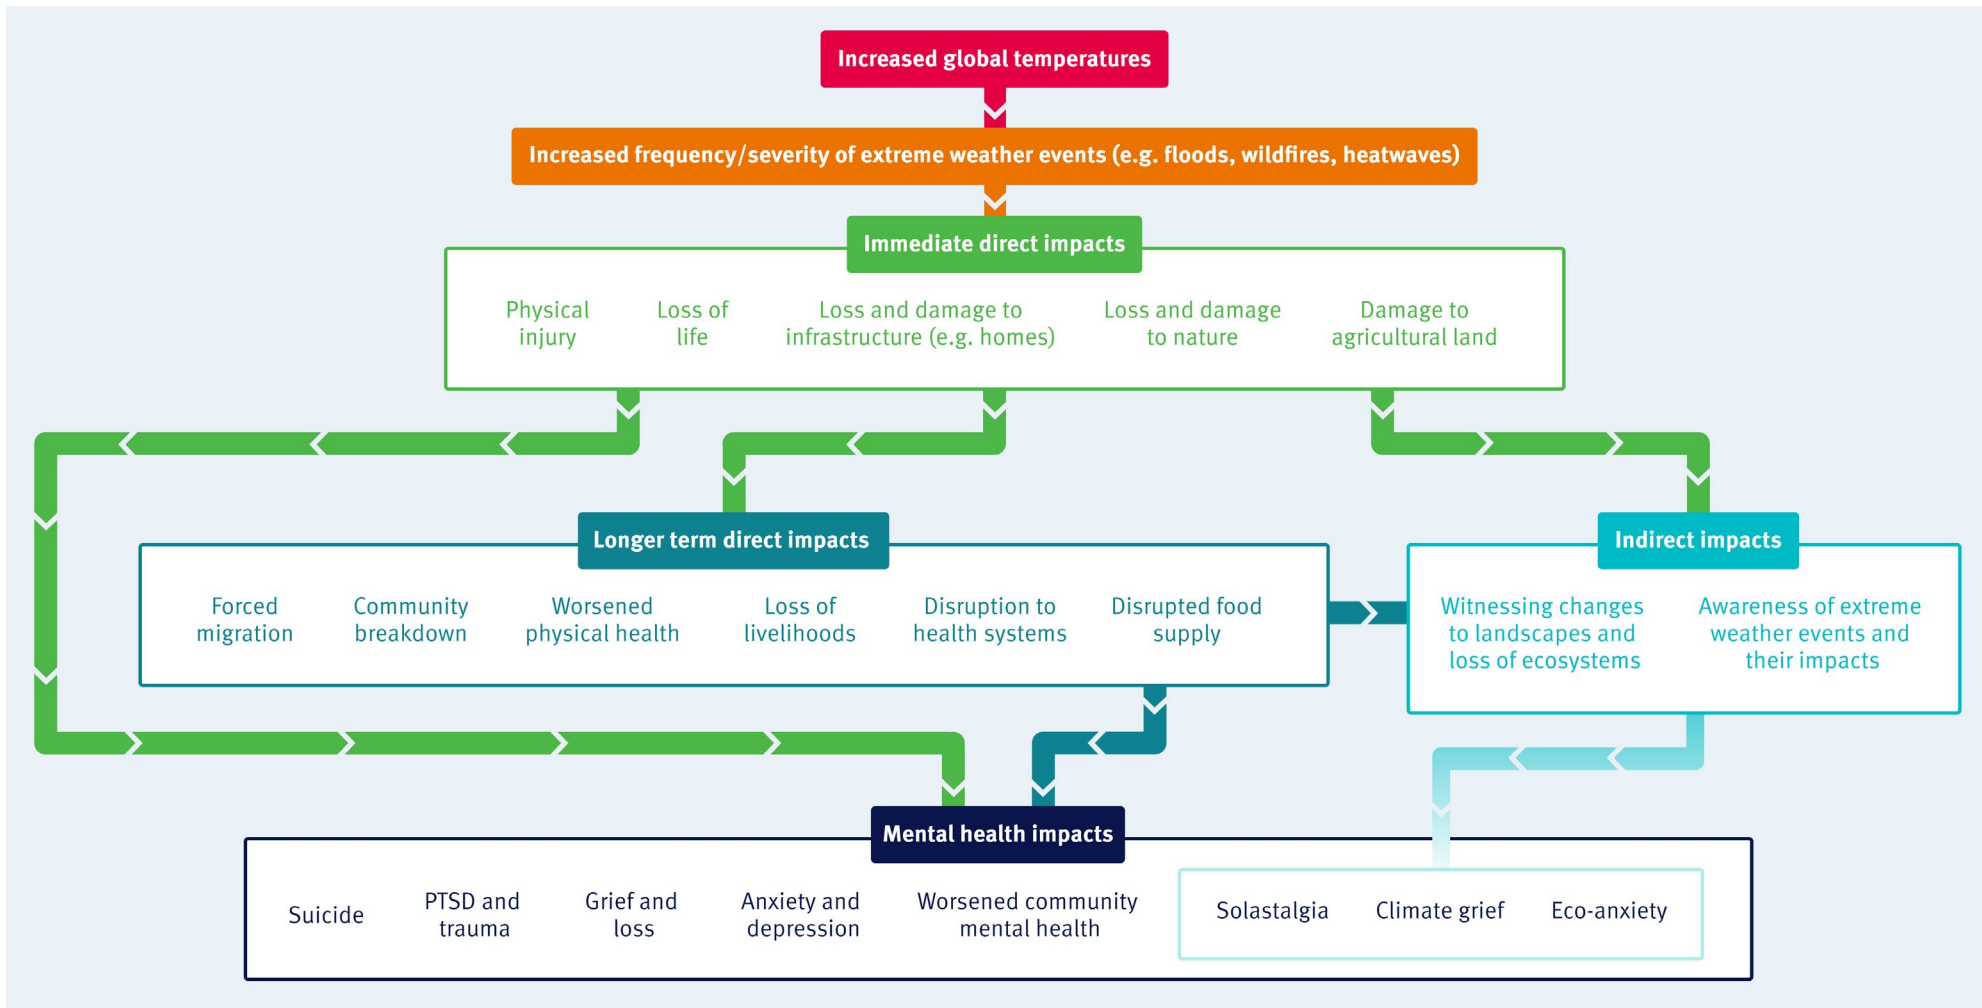 Increased global temperatures
Increased frequency/severity of extreme weather events (e.g. floods, wildfires, heatwaves)
Immediate direct impacts
Physical
injury
Loss of
life
Loss and damage to
infrastructure (e.g. homes)
Loss and damage
to nature
Damage to
agricultural land
Longer term direct impacts
Forced
migration
Community
breakdown
Worsened
physical health
Loss of
livelihoods
Disruption to
health systems
Disrupted food
supply
Indirect impacts
Witnessing changes
to landscapes and
loss of ecosystems
Awareness of extreme
weather events and
their impacts
Mental health impacts
Suicide
PTSD and
trauma
Grief and
loss
Anxiety and
depression
Worsened community
mental health
Solastalgia
Climate grief
Eco-anxiety